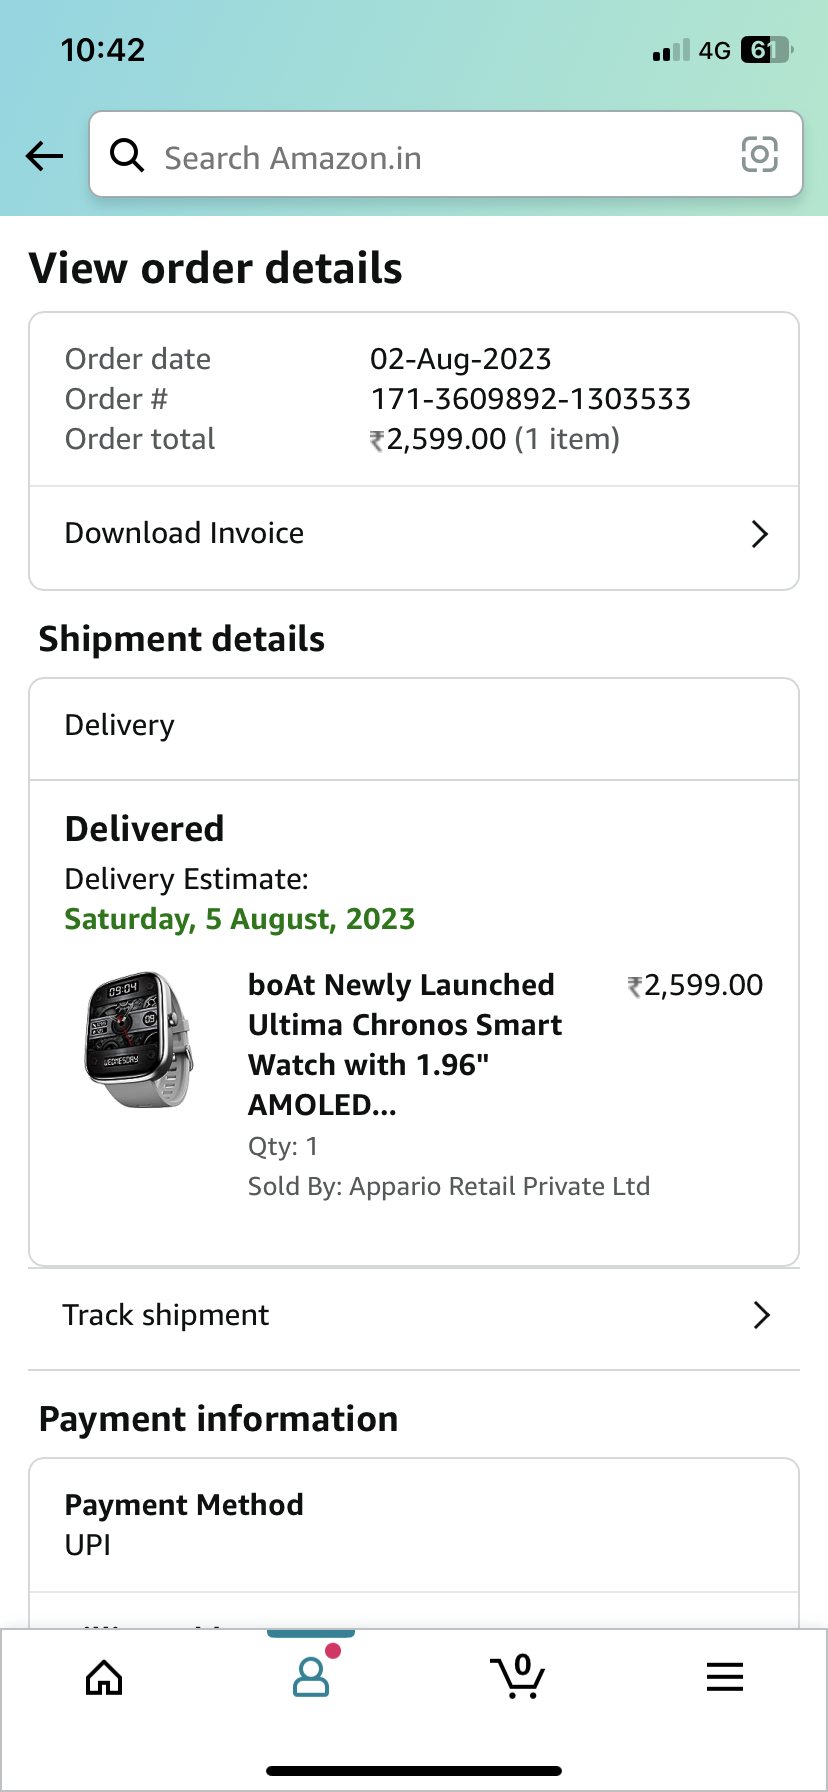 10:42
4G
61
Search Amazon.in
View order details
Order date 02-Aug-2023
Order # 171-3609892-1303533
Order total ₹2,599.00 (1 item)
Download Invoice
Shipment details
Delivery
Delivered
Delivery Estimate:
Saturday, 5 August, 2023
09:04
09
WEDNESDAY
boAt Newly Launched ₹2,599.00
Ultima Chronos Smart
Watch with 1.96"
AMOLED...
Qty: 1
Sold By: Appario Retail Private Ltd
Track shipment
Payment information
Payment Method
UPI
0